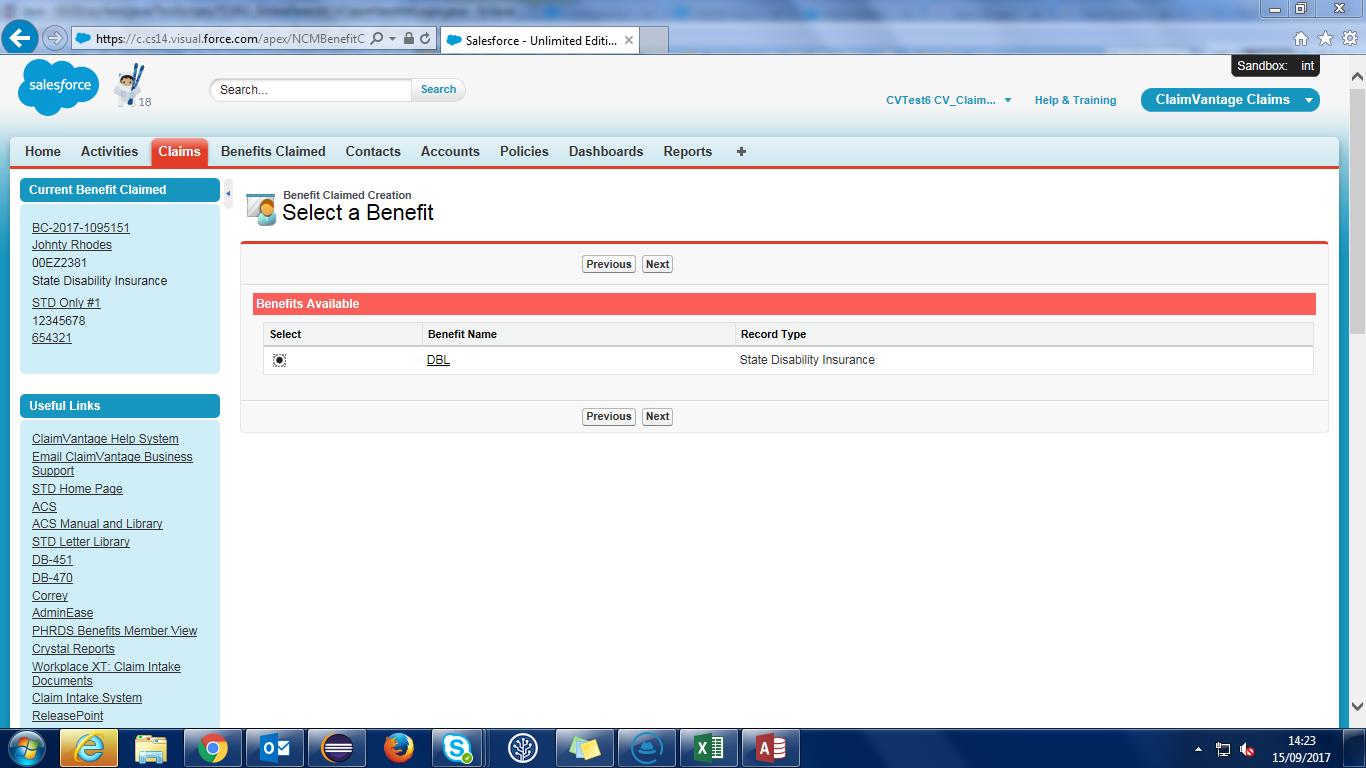 https://c.cs14.visual.force.com/apex/NCMBenefitC
Salesforce - Unlimited Editi...
Sandbox: int
salesforce
18
Search...
Search
CVTest6 CV_Claim...
Help & Training
ClaimVantage Claims
Home Activities Claims Benefits Claimed Contacts Accounts Policies Dashboards Reports +
Current Benefit Claimed
BC-2017-1095151
Johnty Rhodes
00EZ2381
State Disability Insurance
STD Only #1
12345678
654321
Useful Links
ClaimVantage Help System
Email ClaimVantage Business
Support
STD Home Page
ACS
ACS Manual and Library
STD Letter Library
DB-451
DB-470
Correy
AdminEase
PHRDS Benefits Member View
Crystal Reports
Workplace XT: Claim Intake
Documents
Claim Intake System
ReleasePoint
Benefit Claimed Creation
Select a Benefit
Previous Next
Benefits Available
Select Benefit Name Record Type
DBL State Disability Insurance
Previous Next
14:23
15/09/2017